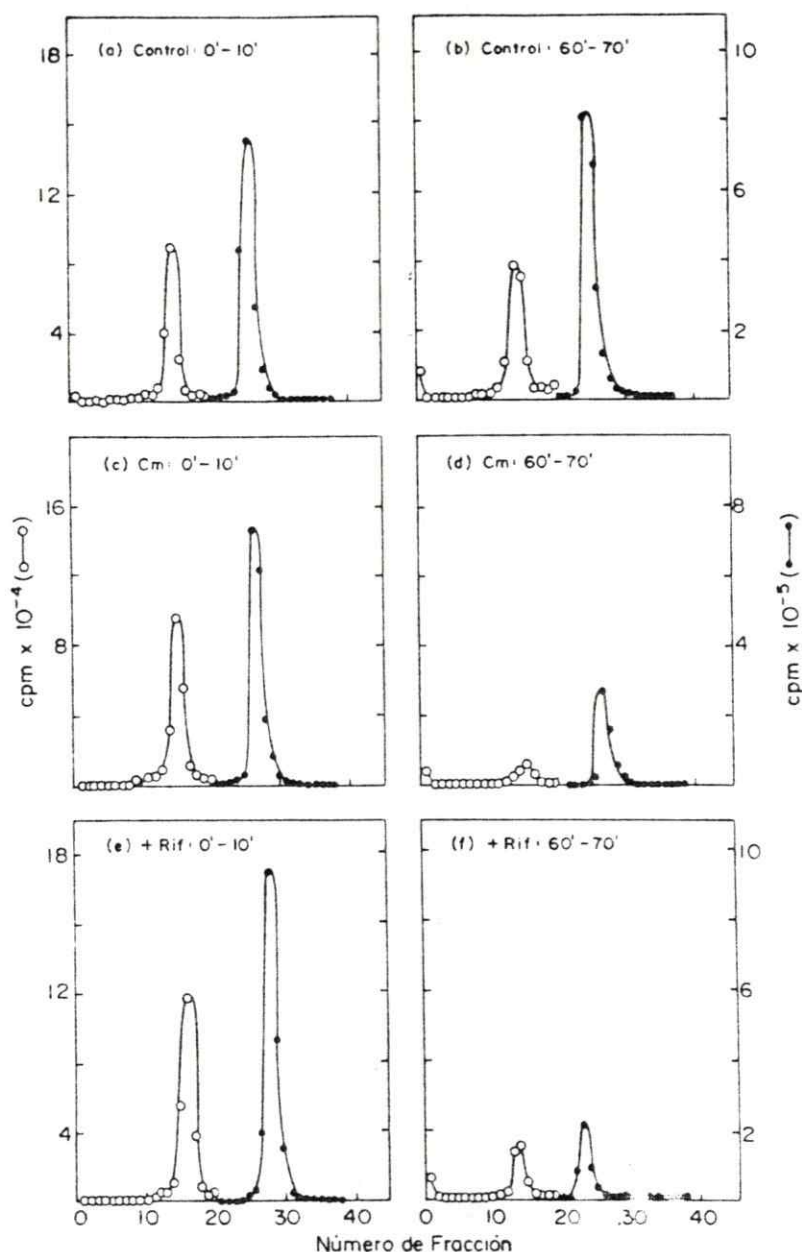 (a) Control: 0'-10'
(b) Control: 60'-70'
18
12
4
10
6
2
(c) Cm: 0'-10'
(d) Cm: 60'-70'
16
8
8
4
cpm x 10⁻⁴ (○—○)
cpm x 10⁻⁵ (●—●)
(e) + Rif: 0'-10'
(f) + Rif: 60'-70'
18
12
4
10
6
2
0 10 20 30 40
0 10 20 30 40
Número de Fracción